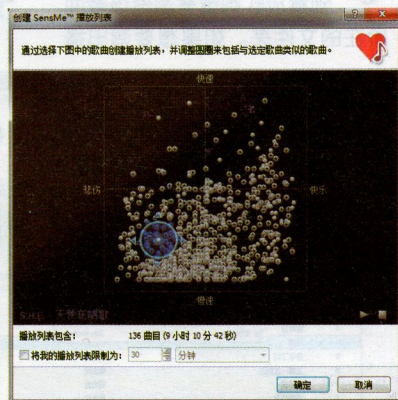 创建 SensMe™ 播放列表
通过选择下图中的歌曲创建播放列表，并调整圆圈来包括与选定歌曲类似的歌曲。
快速
悲伤
快乐
慢速
S.H.E
播放列表包含： 136 曲目 (9 小时 10 分 42 秒)
将我的播放列表限制为： 30 分钟
确定 取消